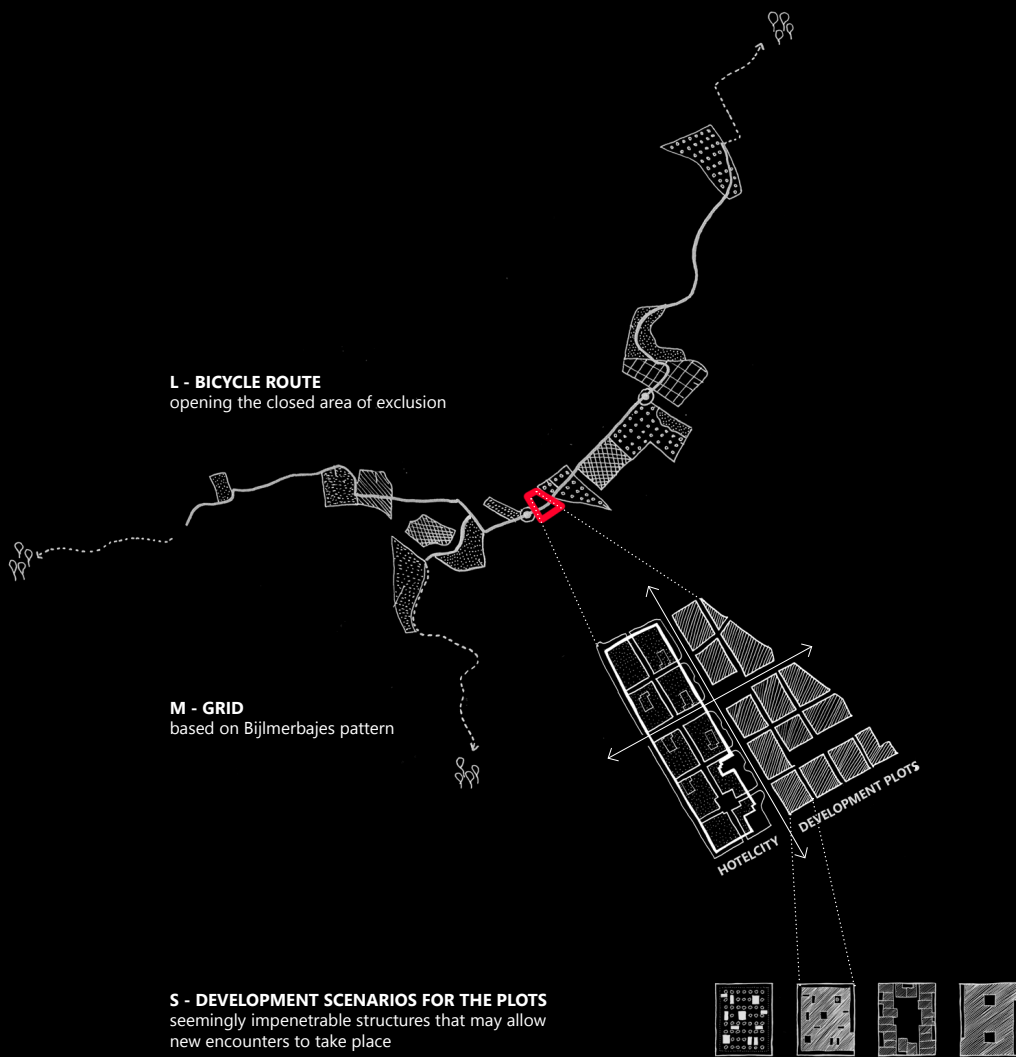 L - BICYCLE ROUTE
opening the closed area of exclusion
M - GRID
based on Bijlmerbajes pattern
HOTELCITY
DEVELOPMENT PLOTS
S - DEVELOPMENT SCENARIOS FOR THE PLOTS
seemingly impenetrable structures that may allow
new encounters to take place